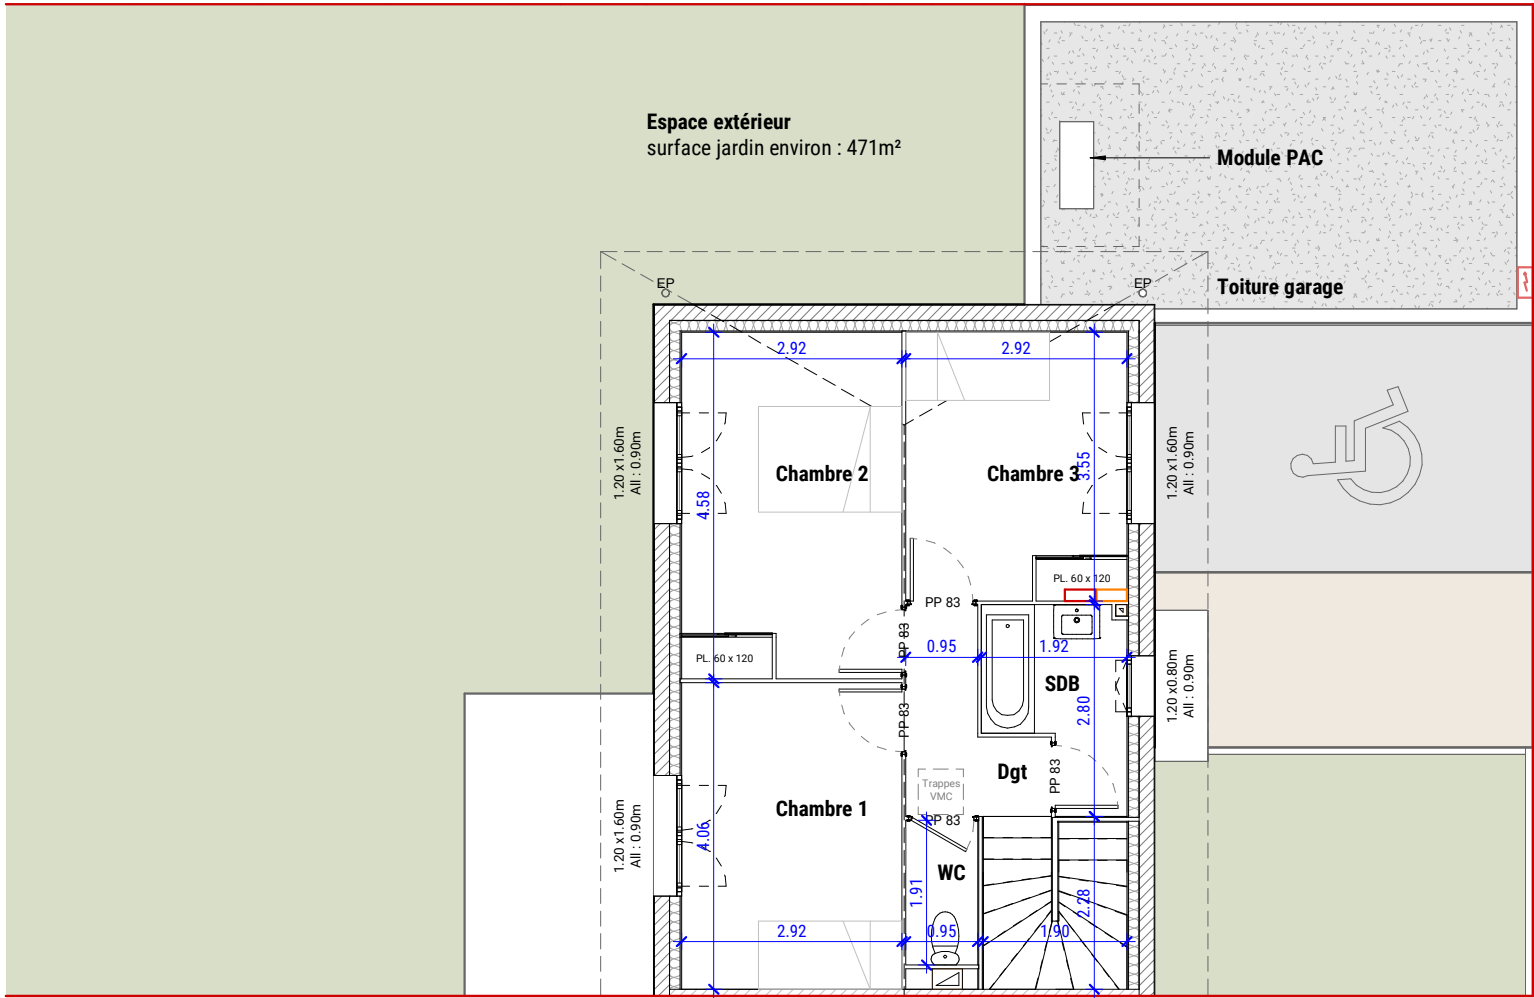 Espace extérieur
surface jardin environ : 471m²
Module PAC
Toiture garage
EP
EP
2.92
2.92
1.20 x1.60m
All : 0.90m
Chambre 2
4.58
Chambre 3
3.55
1.20 x1.60m
All : 0.90m
PL. 60 x 120
PP 83
PP 83
0.95
1.92
PL. 60 x 120
SDB
1.20 x0.80m
All : 0.90m
PP 83
2.80
Dgt
PP 83
Trappes
VMC
Chambre 1
PP 83
1.20 x1.60m
All : 0.90m
4.06
WC
1.91
2.28
2.92
0.95
1.90